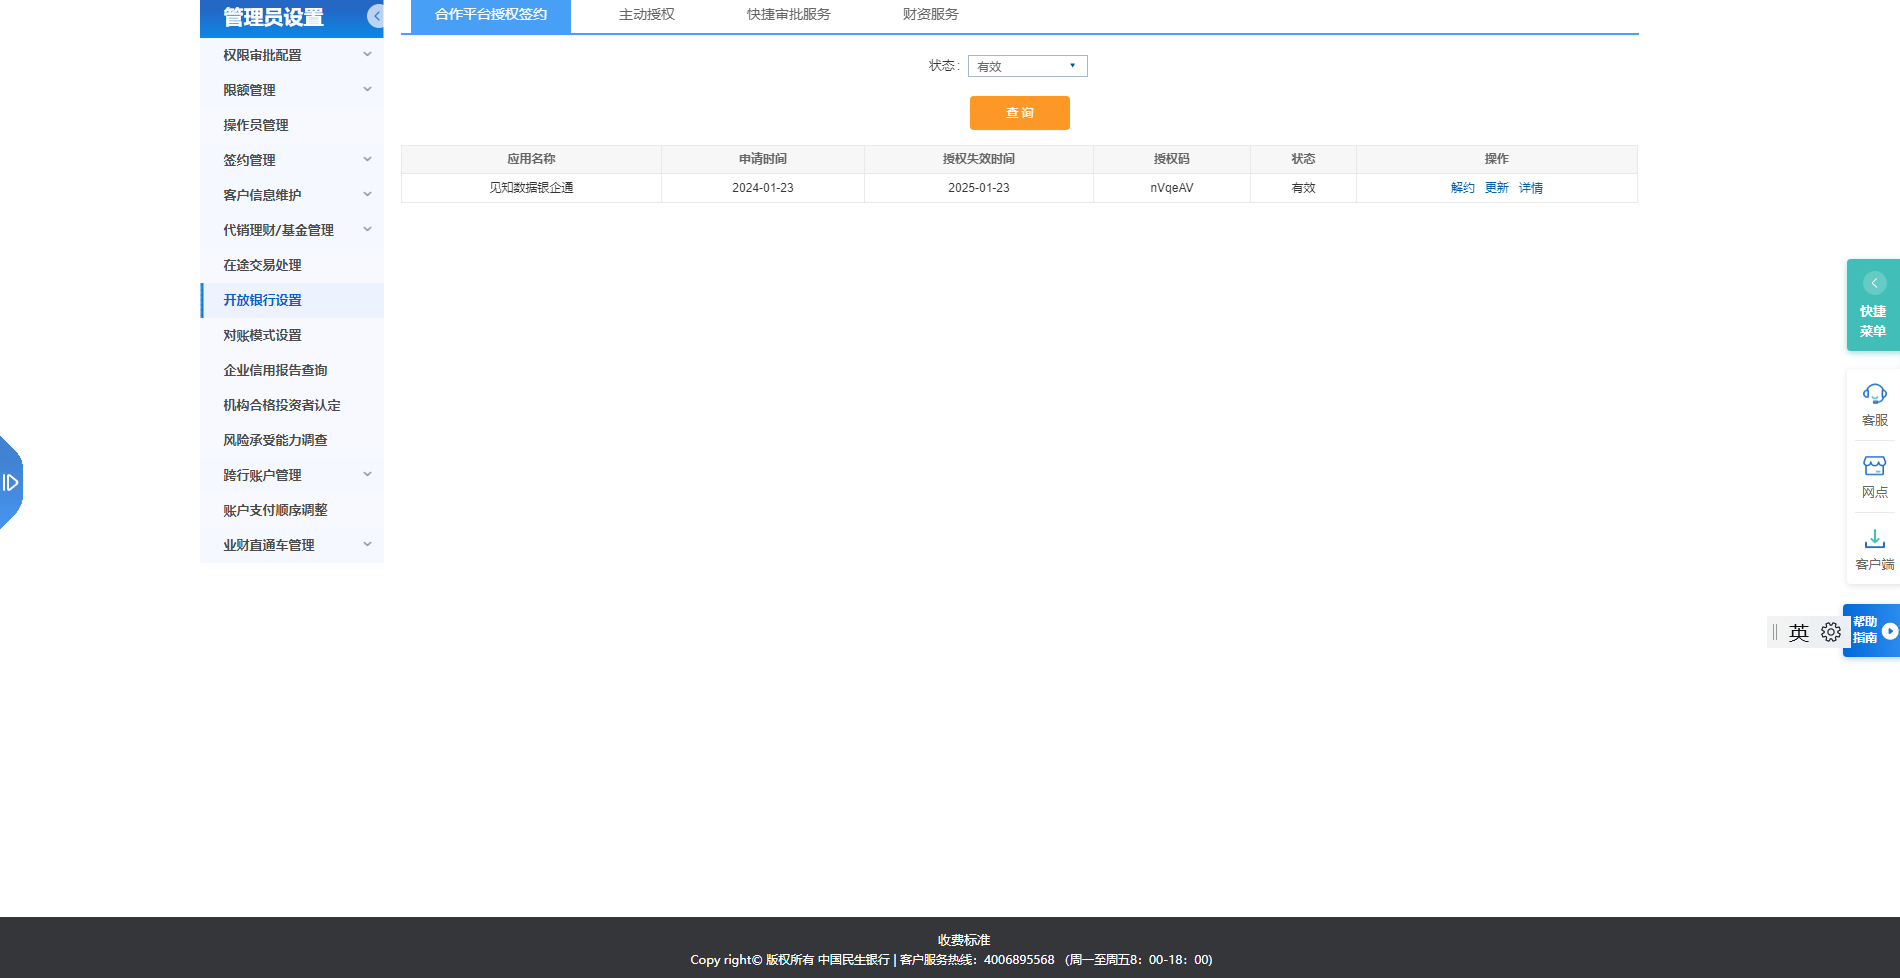 管理员设置
权限审批配置
限额管理
操作员管理
签约管理
客户信息维护
代销理财/基金管理
在途交易处理
开放银行设置
对账模式设置
企业信用报告查询
机构合格投资者认定
风险承受能力调查
跨行账户管理
账户支付顺序调整
业财直通车管理
合作平台授权签约 主动授权 快捷审批服务 财资服务
状态: 有效
查 询
应用名称 申请时间 授权失效时间 授权码 状态 操作
见知数据银企通 2024-01-23 2025-01-23 nVqeAV 有效 解约 更新 详情
快捷
菜单
客服
网点
客户端
英
帮助
指南
收费标准
Copy right© 版权所有 中国民生银行 | 客户服务热线：4006895568 （周一至周五8：00-18：00)